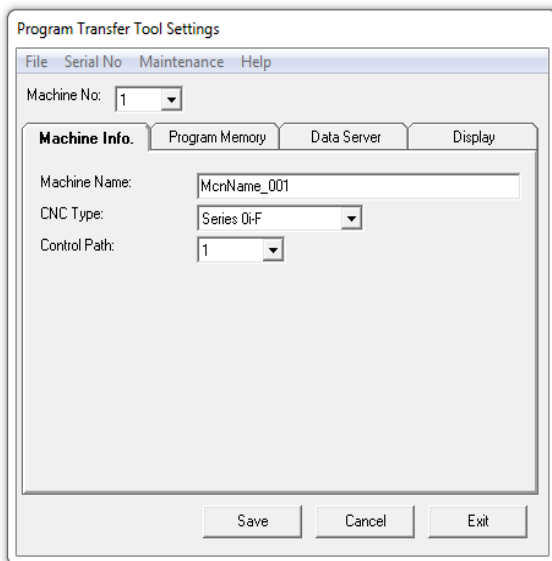 Program Transfer Tool Settings
File Serial No Maintenance Help
Machine No: 1
Machine Info. Program Memory Data Server Display
Machine Name: McnName_001
CNC Type: Series 0i-F
Control Path: 1
Save Cancel Exit